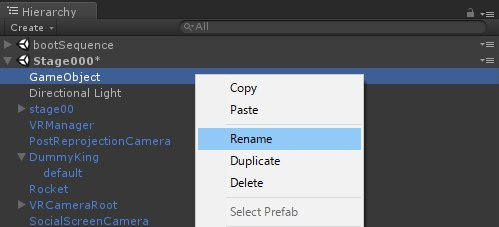 Hierarchy
Create
All
bootSequence
Stage000*
GameObject
Directional Light
stage00
VRManager
PostReprojectionCamera
DummyKing
default
Rocket
VRCameraRoot
SocialScreenCamera
Copy
Paste
Rename
Duplicate
Delete
Select Prefab